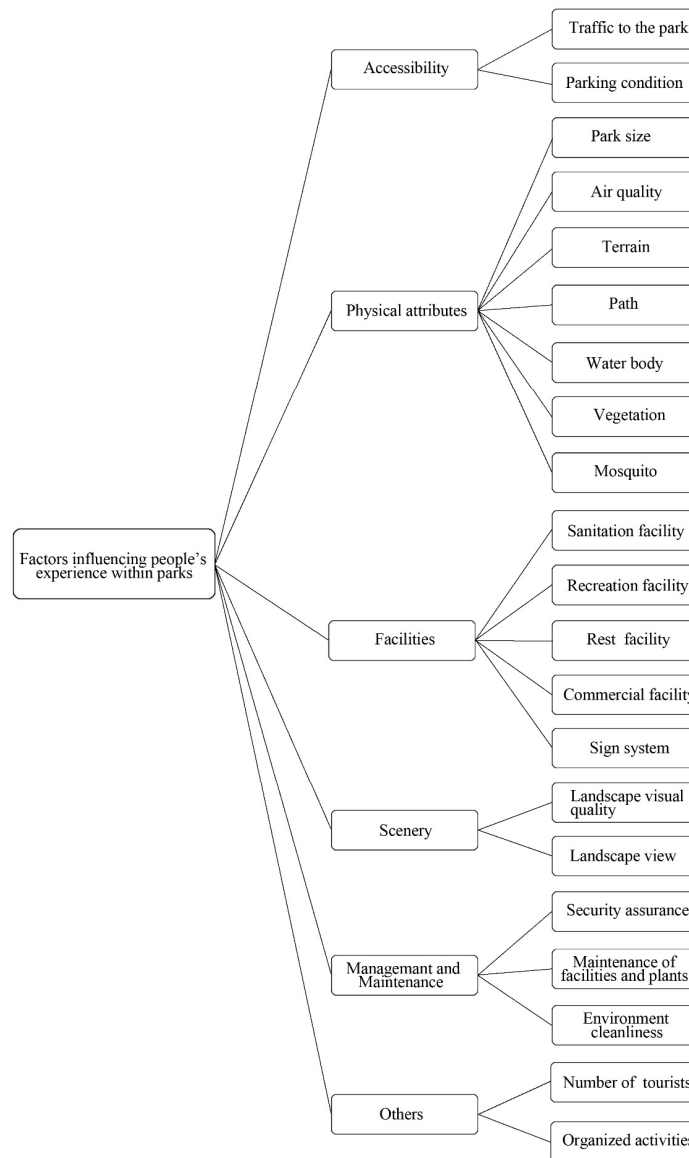 Traffic to the park
Accessibility
Parking condition
Park size
Air quality
Terrain
Physical attributes
Path
Water body
Vegetation
Mosquito
Factors influencing people's
experience within parks
Sanitation facility
Recreation facility
Facilities
Rest facility
Commercial facility
Sign system
Landscape visual
quality
Scenery
Landscape view
Security assurance
Managemant and
Maintenance
Maintenance of
facilities and plants
Environment
cleanliness
Number of tourists
Others
Organized activities